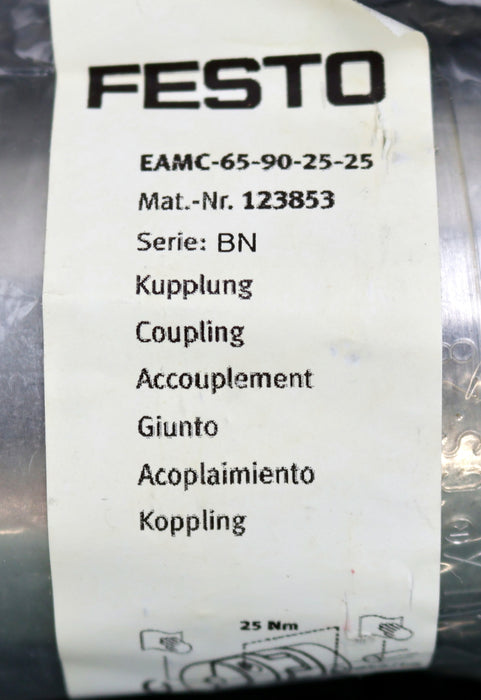 FESTO
EAMC-65-90-25-25
Mat.-Nr. 123853
Serie: BN
Kupplung
Coupling
Accouplement
Giunto
Acoplaimiento
Koppling
25 Nm